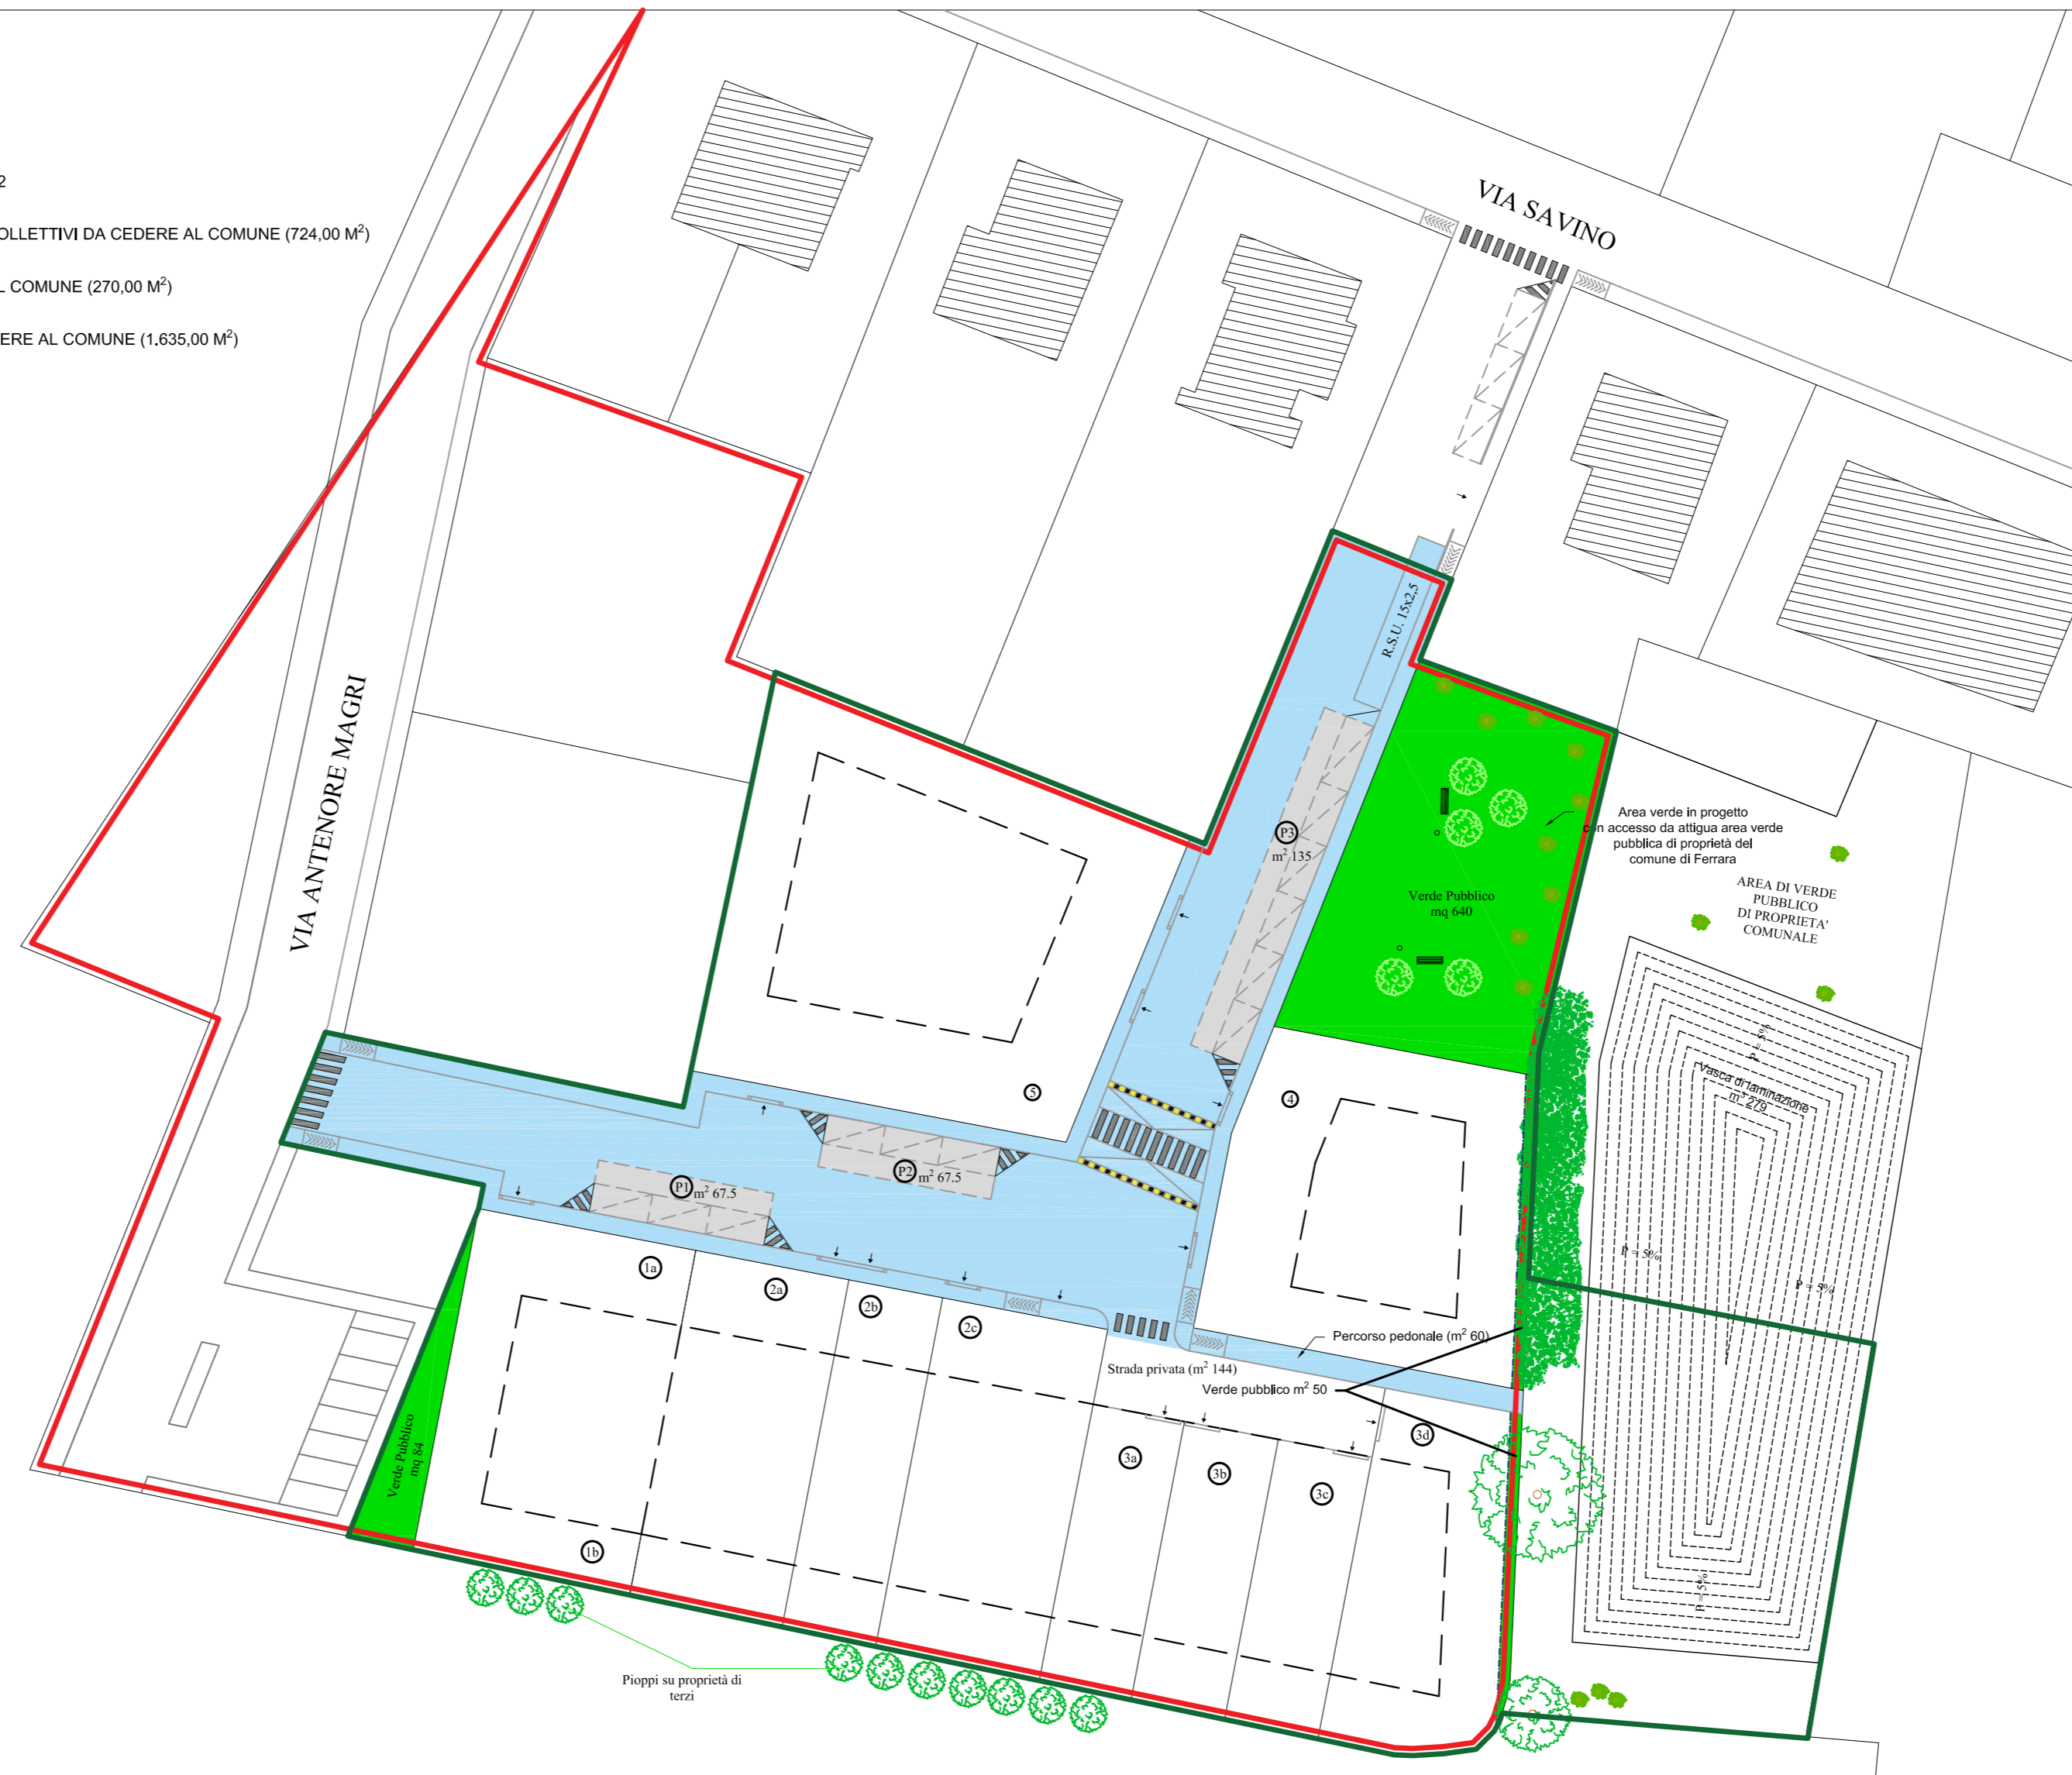 2
OLLETTIVI DA CEDERE AL COMUNE (724,00 M²)
L COMUNE (270,00 M²)
ERE AL COMUNE (1.635,00 M²)
VIA SAVINO
VIA ANTENORE MAGRI
R.S.U. 15x2,5
P3
m² 135
Verde Pubblico
mq 640
Area verde in progetto
con accesso da attigua area verde
pubblica di proprietà del
comune di Ferrara
AREA DI VERDE
PUBBLICO
DI PROPRIETA'
COMUNALE
P = 5%
Vasca di laminazione
m³ 279
P = 5%
P = 5%
P = 5%
5
4
P2 m² 67.5
P1 m² 67.5
1a
2a
2b
2c
Percorso pedonale (m² 60)
Strada privata (m² 144)
Verde pubblico m² 50
3d
3a
3b
3c
1b
Verde Pubblico
mq 84
Pioppi su proprietà di
terzi